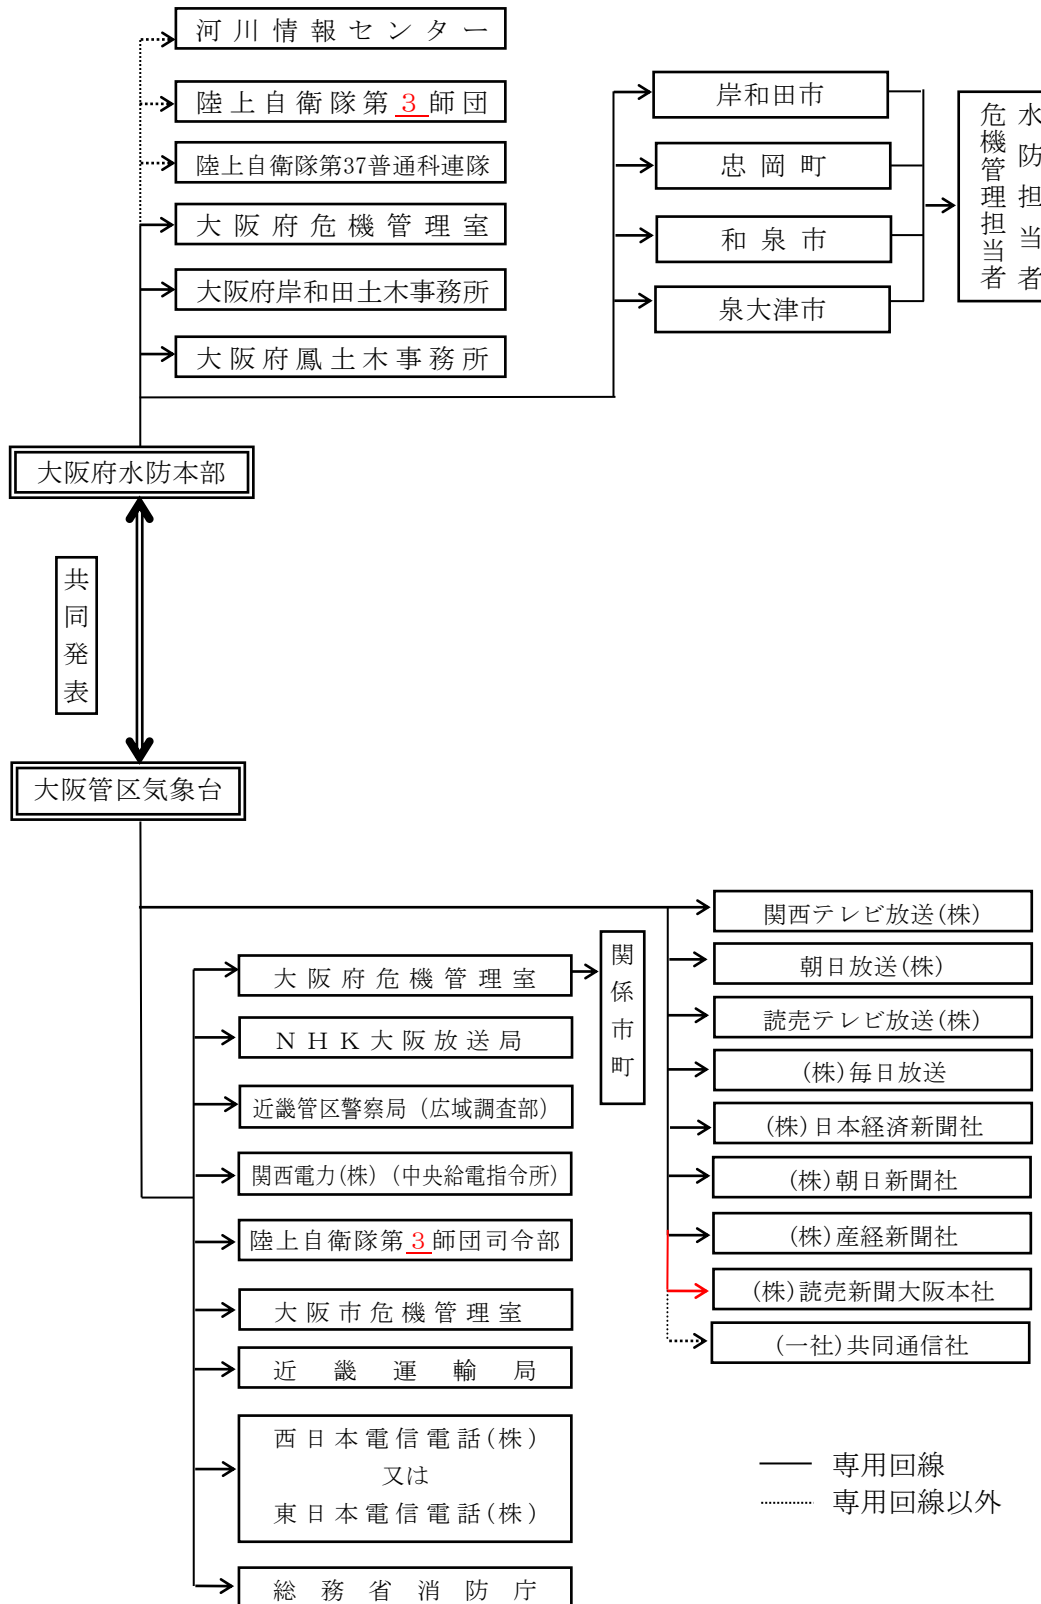 河川情報センター
陸上自衛隊第３師団
陸上自衛隊第37普通科連隊
大阪府危機管理室
大阪府岸和田土木事務所
大阪府鳳土木事務所
岸和田市
忠岡町
和泉市
泉大津市
水防担当者
危機管理担当者
大阪府水防本部
共同発表
大阪管区気象台
関西テレビ放送(株)
朝日放送(株)
読売テレビ放送(株)
(株)毎日放送
(株)日本経済新聞社
(株)朝日新聞社
(株)産経新聞社
(株)読売新聞大阪本社
(一社)共同通信社
大阪府危機管理室
関係市町
ＮＨＫ大阪放送局
近畿管区警察局（広域調査部）
関西電力(株)（中央給電指令所）
陸上自衛隊第３師団司令部
大阪市危機管理室
近畿運輸局
西日本電信電話(株)
又は
東日本電信電話(株)
総務省消防庁
専用回線
専用回線以外